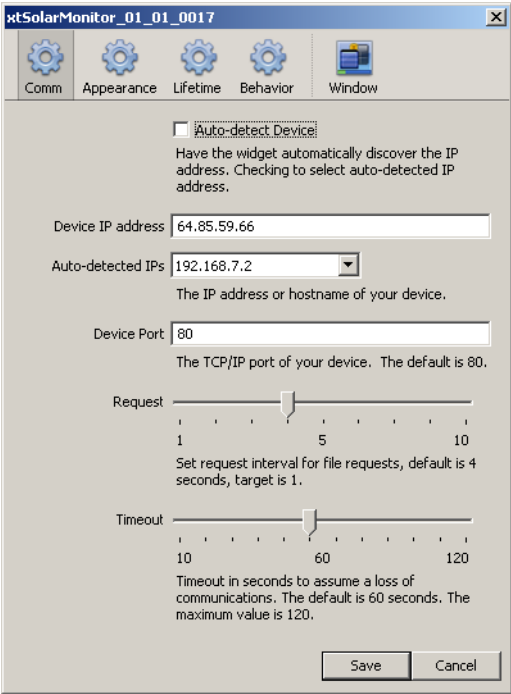 xtSolarMonitor_01_01_0017
Comm Appearance Lifetime Behavior Window
Auto-detect Device
Have the widget automatically discover the IP
address. Checking to select auto-detected IP
address.
Device IP address 64.85.59.66
Auto-detected IPs 192.168.7.2
The IP address or hostname of your device.
Device Port 80
The TCP/IP port of your device. The default is 80.
Request
1 5 10
Set request interval for file requests, default is 4
seconds, target is 1.
Timeout
10 60 120
Timeout in seconds to assume a loss of
communications. The default is 60 seconds. The
maximum value is 120.
Save Cancel